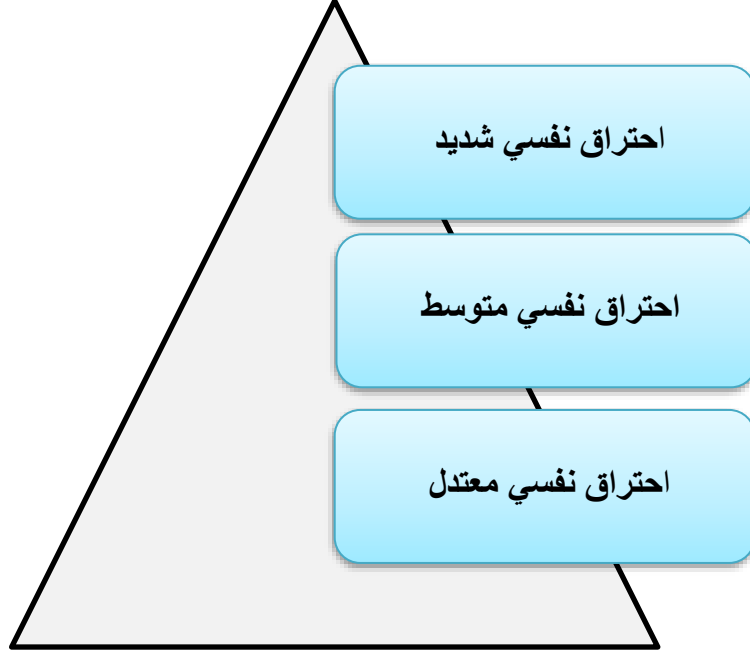 احتراق نفسي شديد
احتراق نفسي متوسط
احتراق نفسي معتدل